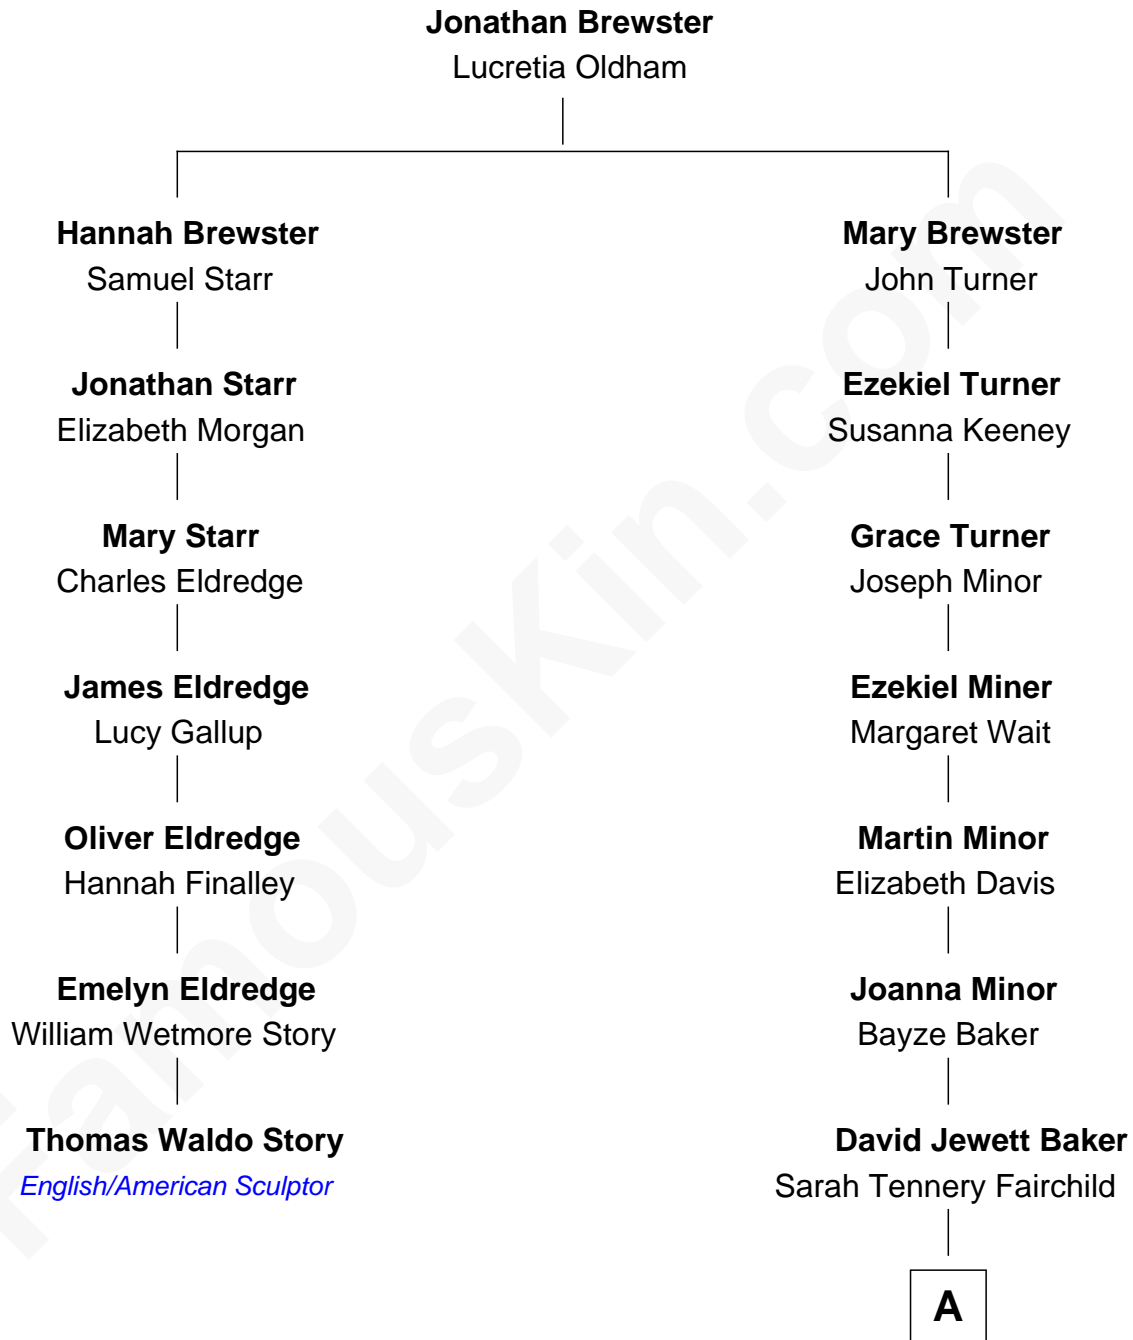 Jonathan Brewster
Lucretia Oldham
Hannah Brewster
Samuel Starr
Jonathan Starr
Elizabeth Morgan
Mary Starr
Charles Eldredge
James Eldredge
Lucy Gallup
Oliver Eldredge
Hannah Finalley
Emelyn Eldredge
William Wetmore Story
Thomas Waldo Story
English/American Sculptor
Mary Brewster
John Turner
Ezekiel Turner
Susanna Keeney
Grace Turner
Joseph Minor
Ezekiel Miner
Margaret Wait
Martin Minor
Elizabeth Davis
Joanna Minor
Bayze Baker
David Jewett Baker
Sarah Tennery Fairchild
A
FamousKin.com